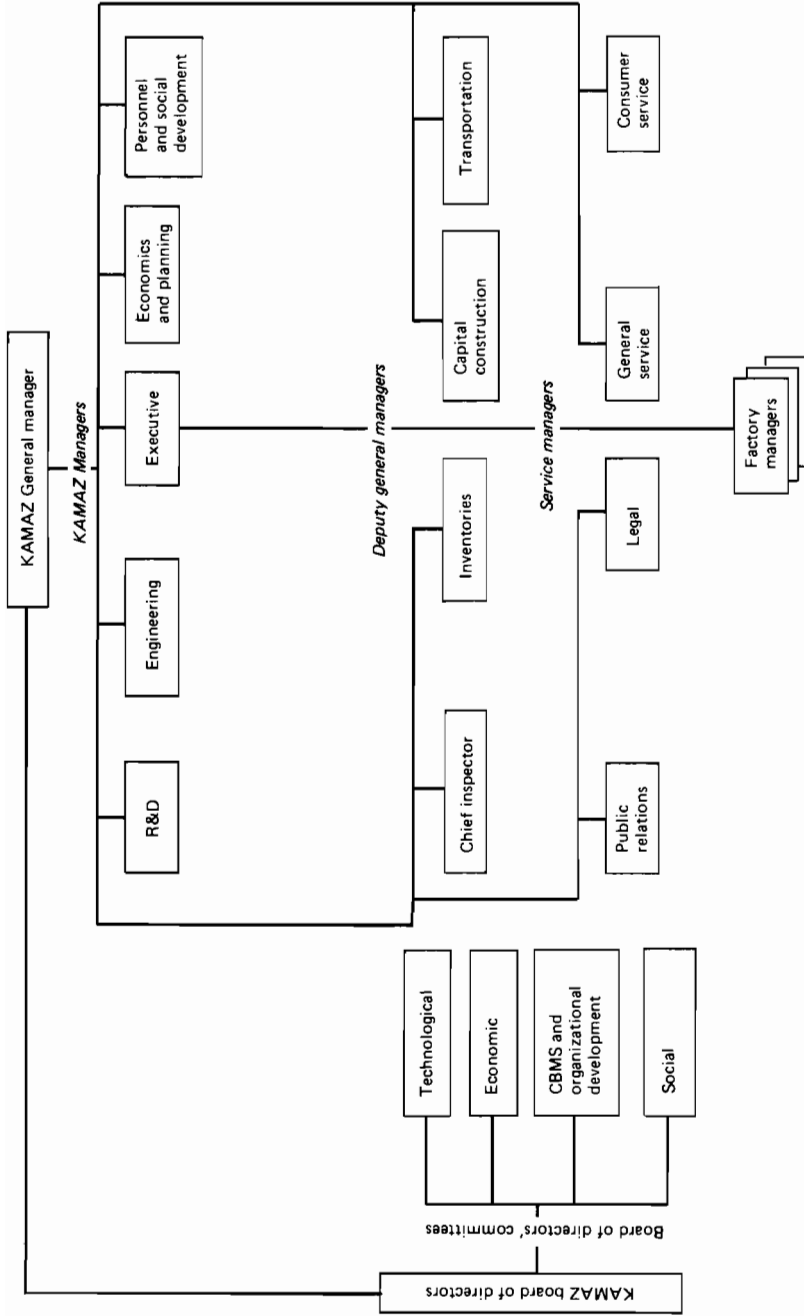 KAMAZ General manager
KAMAZ Managers
R&D
Engineering
Executive
Economics
and planning
Personnel
and social
development
Deputy general managers
Chief inspector
Inventories
Capital
construction
Transportation
Service managers
Public
relations
Legal
General
service
Consumer
service
Factory
managers
KAMAZ board of directors
Board of directors' committees
Technological
Economic
CBMS and
organizational
development
Social